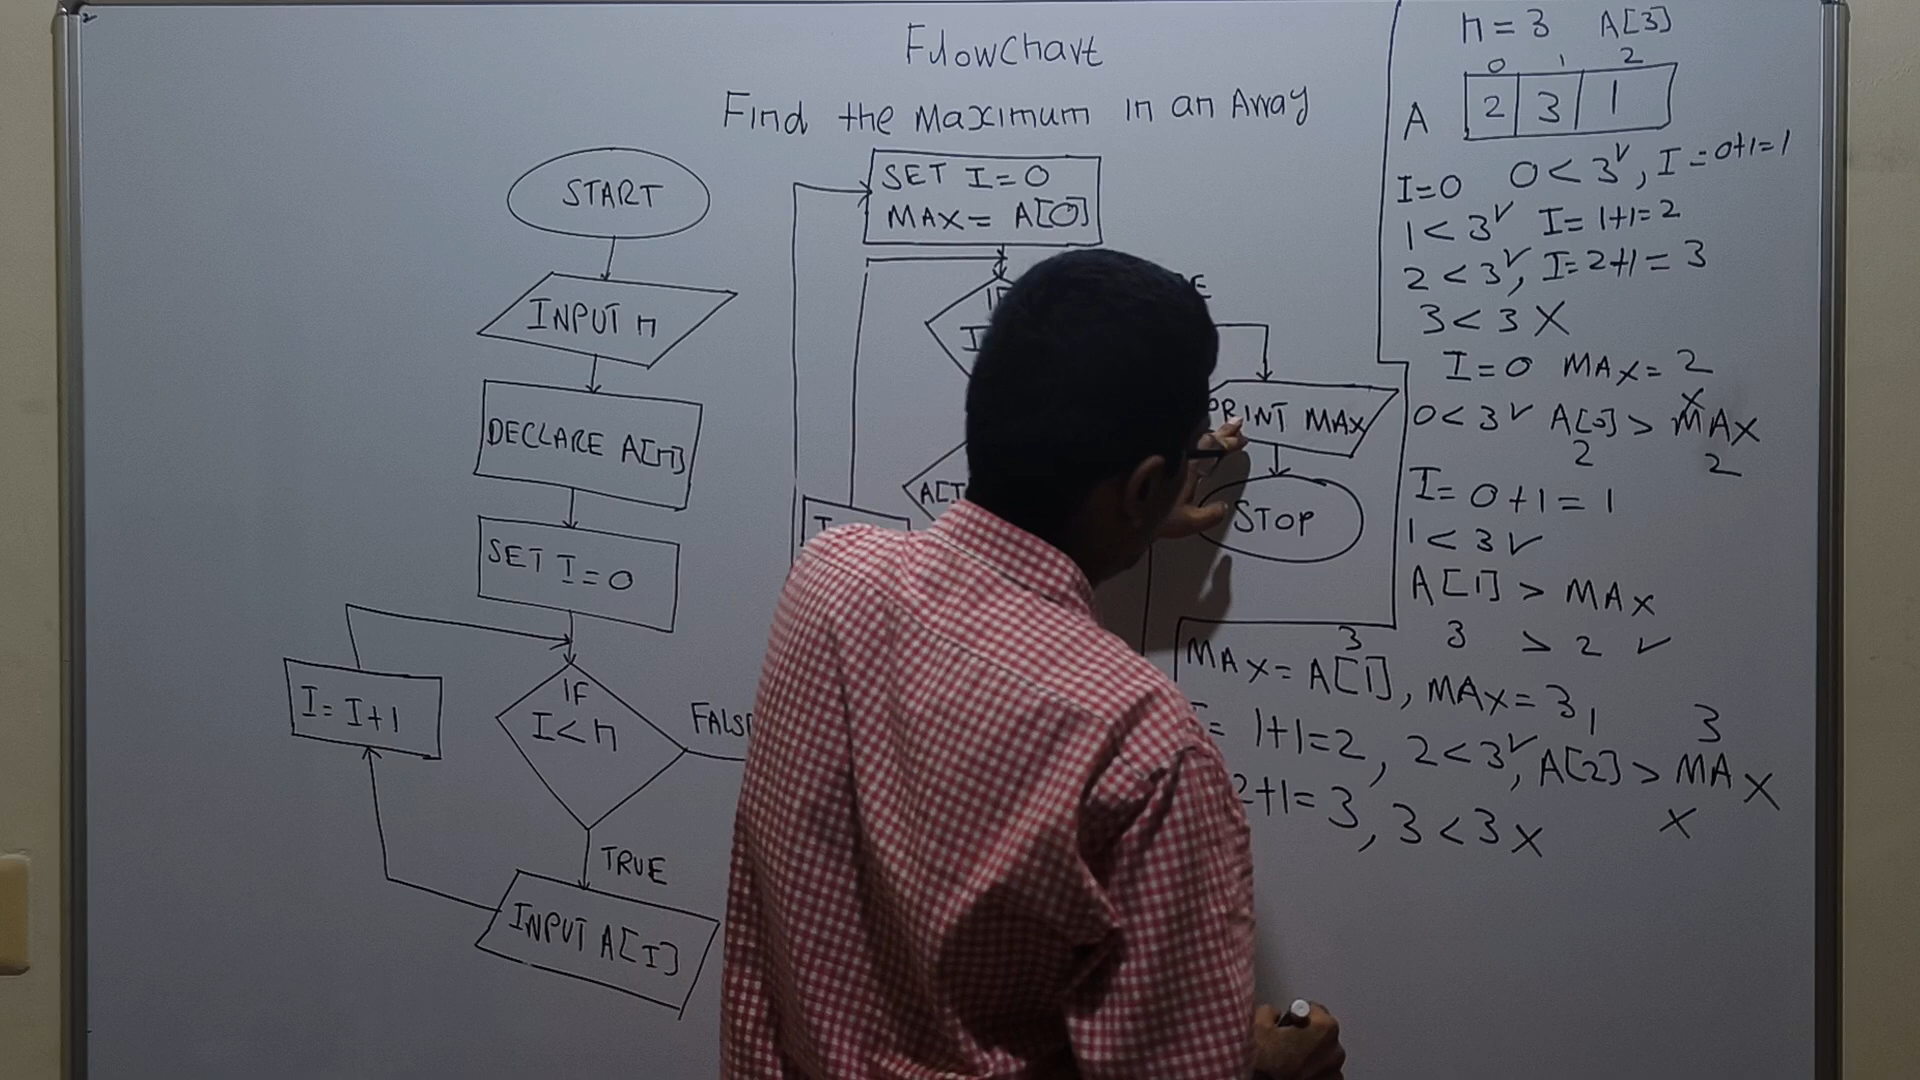 Flowchart
Find the Maximum in an Array
START
INPUT n
DECLARE A[n]
SET I=0
IF
I<n
TRUE
INPUT A[I]
I=I+1
SET I=0
MAX= A[0]
IF
PRINT MAX
STOP
n=3 A[3]
0 1 2
A 2 3 1
I=0 0<3✓, I=0+1=1
1<3✓ I=1+1=2
2<3✓, I=2+1=3
3<3 X
I=0 MAX=2
X
0<3✓ A[0]>MAX
2 2
I=0+1=1
1<3✓
A[1]>MAX
3>2 ✓
3
MAX=A[1], MAX=3
1 3
1+1=2, 2<3✓, A[2]>MAX
X
2+1=3, 3<3 X